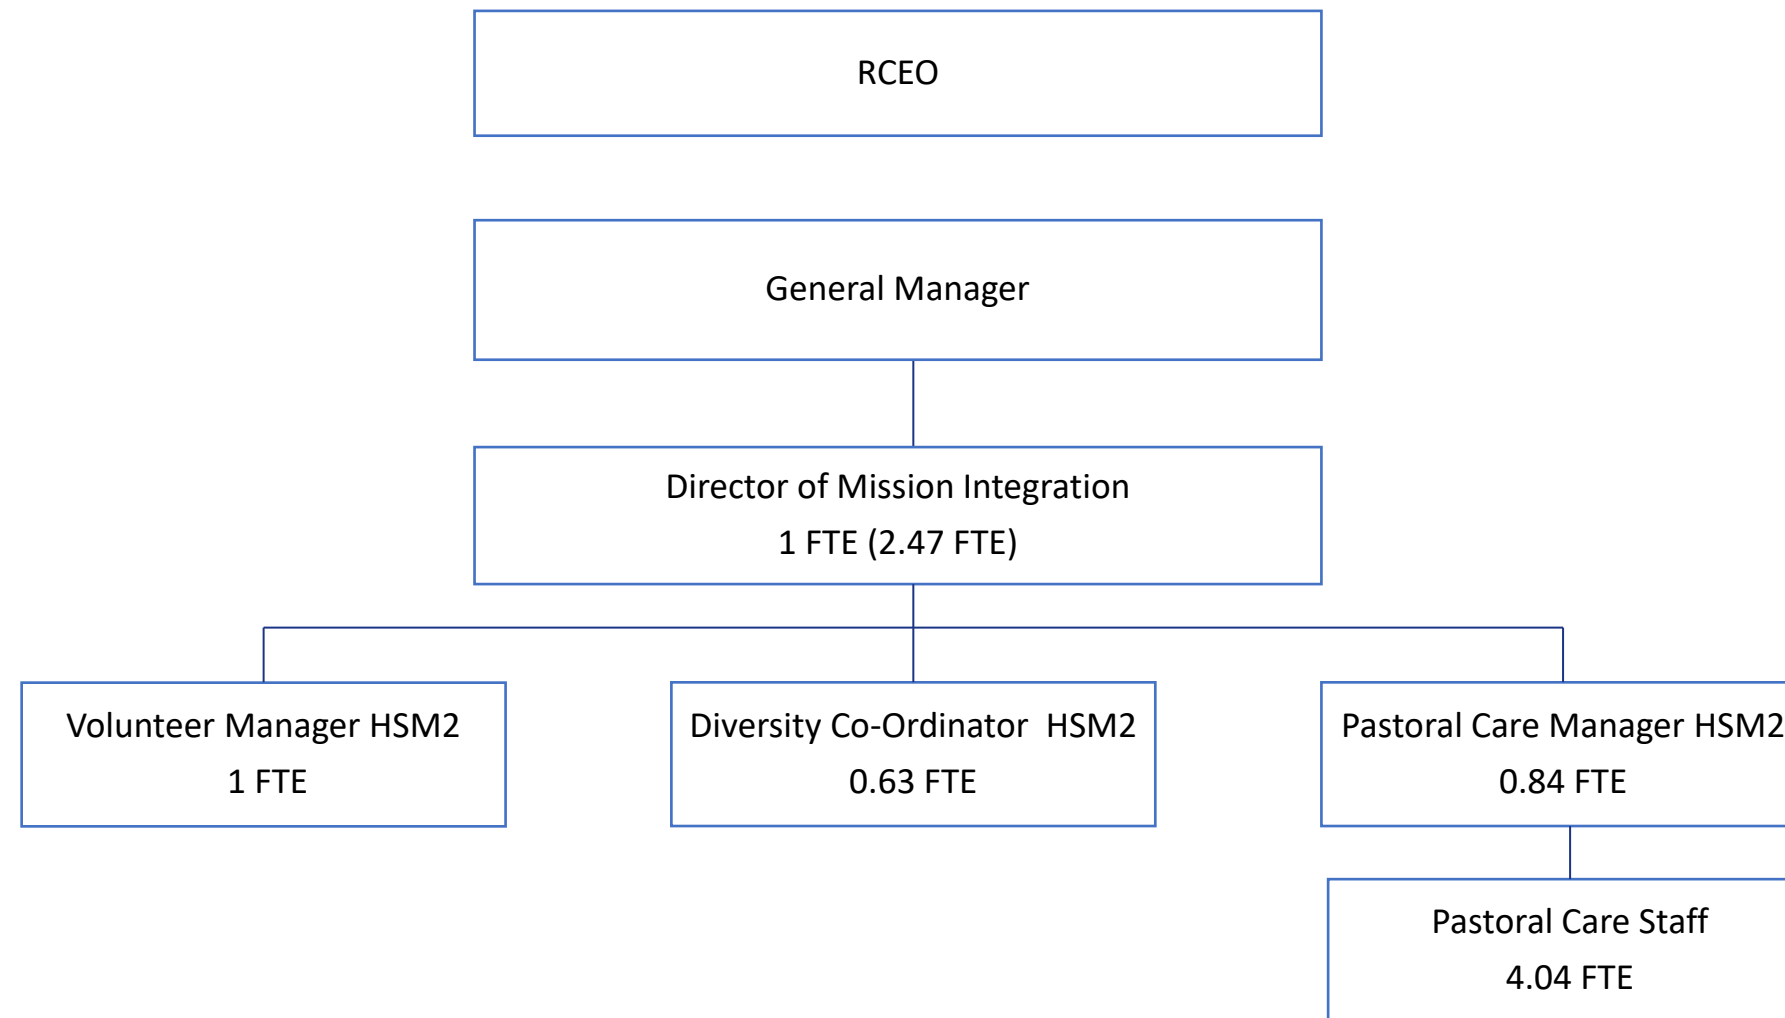 RCEO
General Manager
Director of Mission Integration
1 FTE (2.47 FTE)
Volunteer Manager HSM2
1 FTE
Diversity Co-Ordinator  HSM2
0.63 FTE
Pastoral Care Manager HSM2
0.84 FTE
Pastoral Care Staff
4.04 FTE